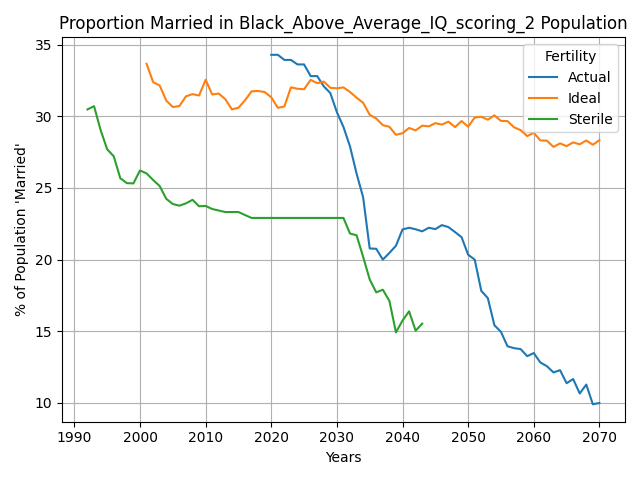 Proportion Married in Black_Above_Average_IQ_scoring_2 Population
% of Population 'Married'
35
30
25
20
15
10
Fertility
Actual
Ideal
Sterile
1990 2000 2010 2020 2030 2040 2050 2060 2070
Years